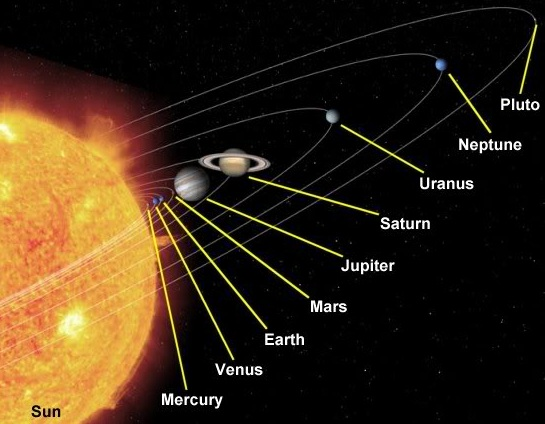 Pluto
Neptune
Uranus
Saturn
Jupiter
Mars
Earth
Venus
Mercury
Sun